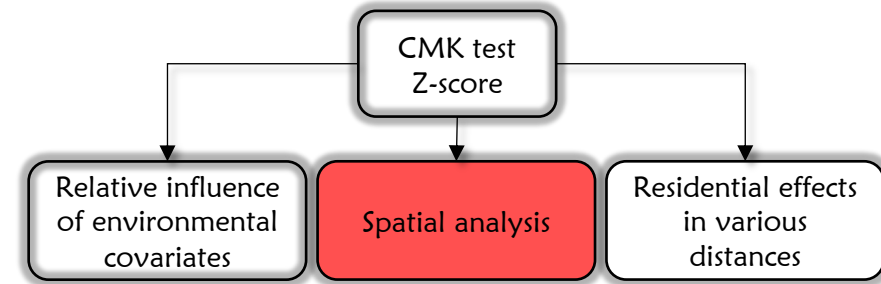 CMK test
Z-score
Relative influence
of environmental
covariates
Spatial analysis
Residential effects
in various
distances